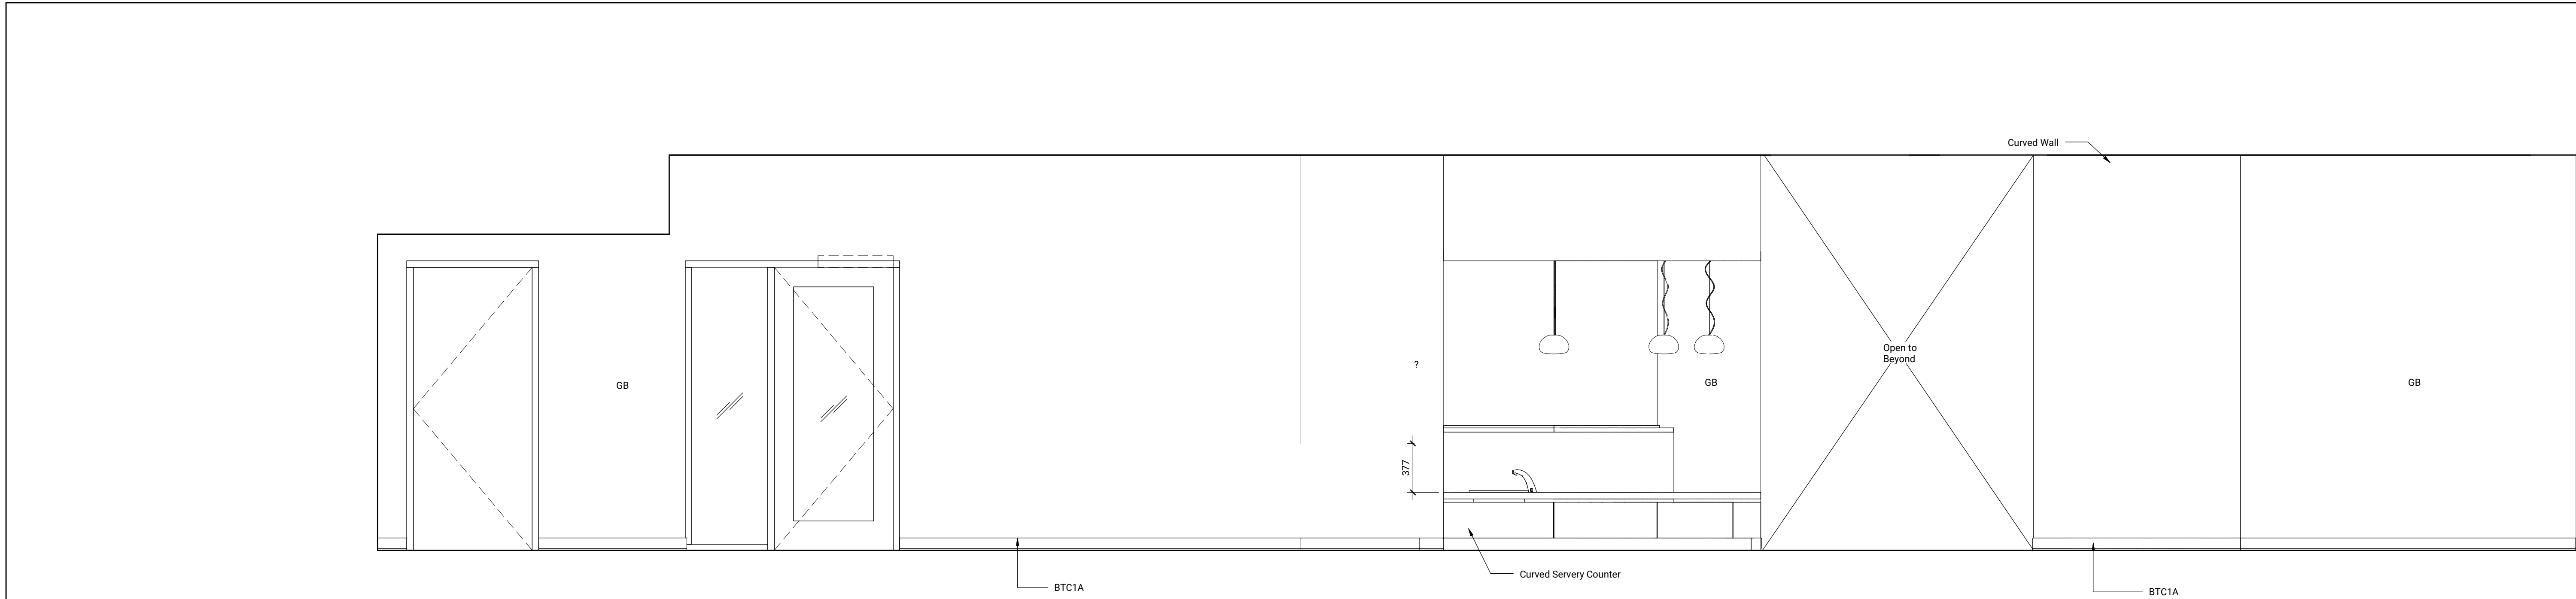 Curved Wall
Open to
Beyond
?
GB
GB
GB
377
Curved Servery Counter
BTC1A
BTC1A